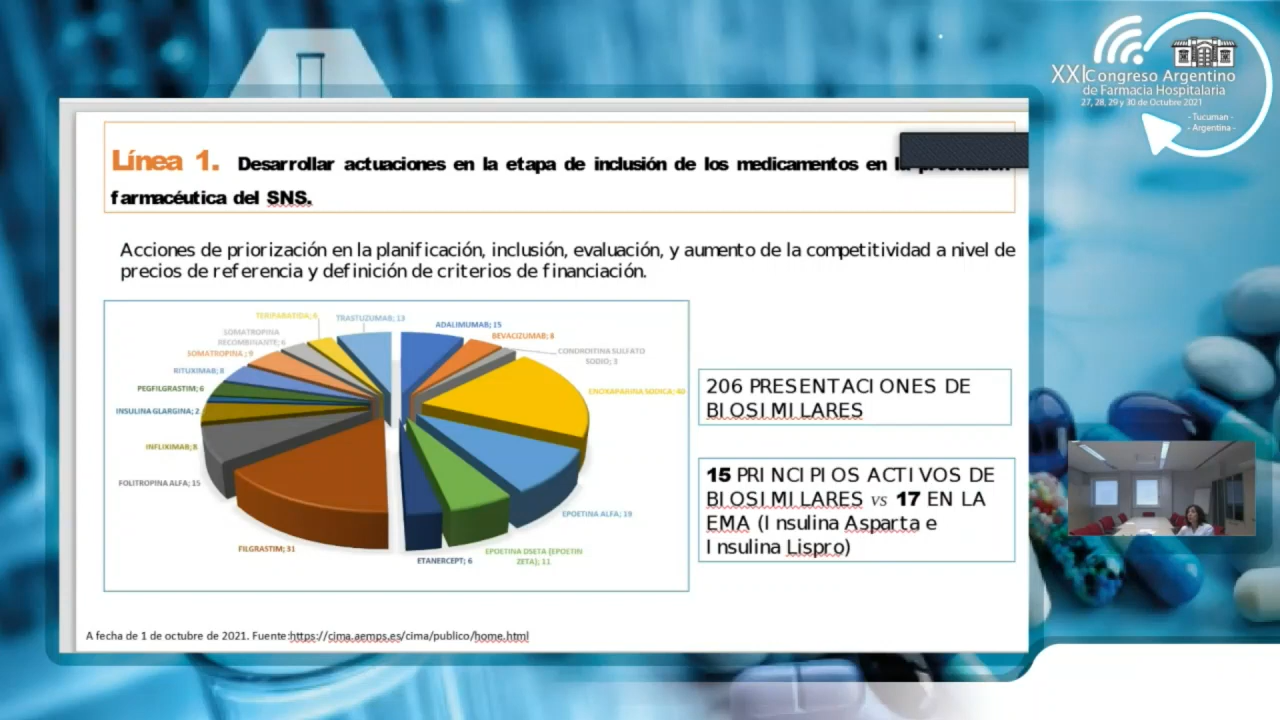 XXI Congreso Argentino
de Farmacia Hospitalaria
27, 28, 29 y 30 de Octubre 2021
- Tucuman -
- Argentina -
Línea 1. Desarrollar actuaciones en la etapa de inclusión de los medicamentos en
farmacéutica del SNS.
Acciones de priorización en la planificación, inclusión, evaluación, y aumento de la competitividad a nivel de
precios de referencia y definición de criterios de financiación.
TERIPARATIDA; 6
TRASTUZUMAB; 13
ADALIMUMAB; 15
BEVACIZUMAB; 8
SOMATROPINA
RECOMBINANTE; 6
CONDROITINA SULFATO
SODIO; 3
SOMATROPINA ; 9
RITUXIMAB; 8
PEGFILGRASTIM; 6
ENOXAPARINA SODICA; 40
INSULINA GLARGINA; 2
INFLIXIMAB; 8
FOLITROPINA ALFA; 15
EPOETINA ALFA; 19
FILGRASTIM; 31
ETANERCEPT; 6
EPOETINA DSETA (EPOETIN
ZETA); 11
206 PRESENTACIONES DE
BIOSIMILARES
15 PRINCIPIOS ACTIVOS DE
BIOSIMILARES vs 17 EN LA
EMA (Insulina Asparta e
Insulina Lispro)
A fecha de 1 de octubre de 2021. Fuente:https://cima.aemps.es/cima/publico/home.html